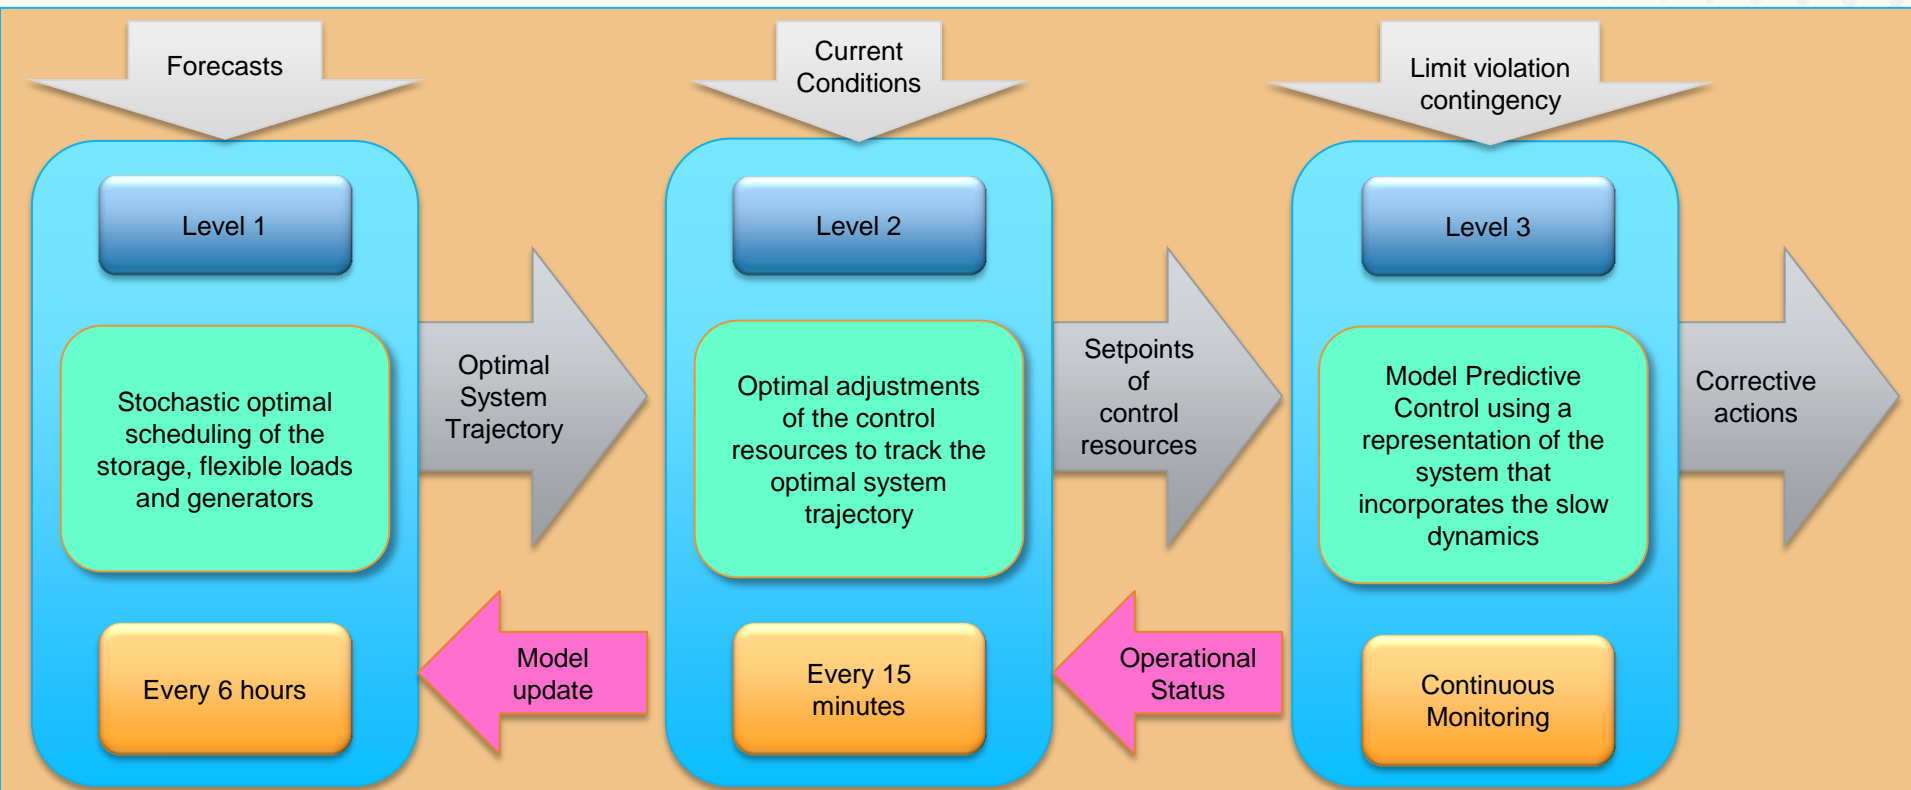 Forecasts
Current
Conditions
Limit violation
contingency
Level 1
Level 2
Level 3
Stochastic optimal
scheduling of the
storage, flexible loads
and generators
Optimal
System
Trajectory
Optimal adjustments
of the control
resources to track the
optimal system
trajectory
Setpoints
of
control
resources
Model Predictive
Control using a
representation of the
system that
incorporates the slow
dynamics
Corrective
actions
Every 6 hours
Model
update
Every 15
minutes
Operational
Status
Continuous
Monitoring